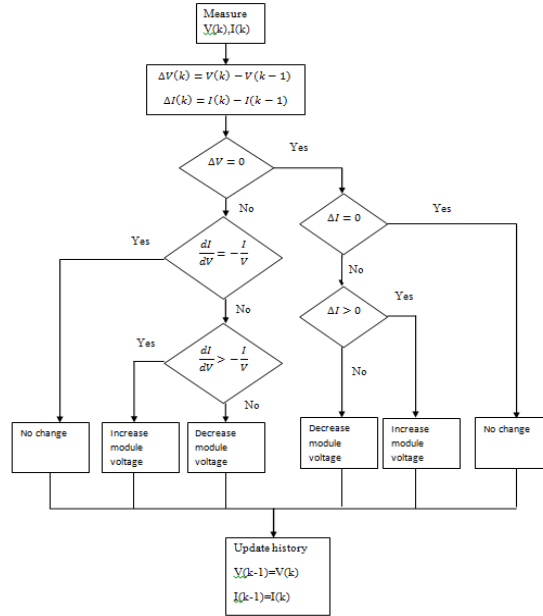 Measure
V(k),I(k)
ΔV(k) = V(k) − V(k − 1)
ΔI(k) = I(k) − I(k − 1)
Yes
ΔV = 0
No
ΔI = 0
Yes
Yes
dI/dV = −I/V
No
No
ΔI > 0
Yes
Yes
dI/dV > −I/V
No
No
No change
Increase
module
voltage
Decrease
module
voltage
Decrease
module
voltage
Increase
module
voltage
No change
Update history
V(k-1)=V(k)
I(k-1)=I(k)